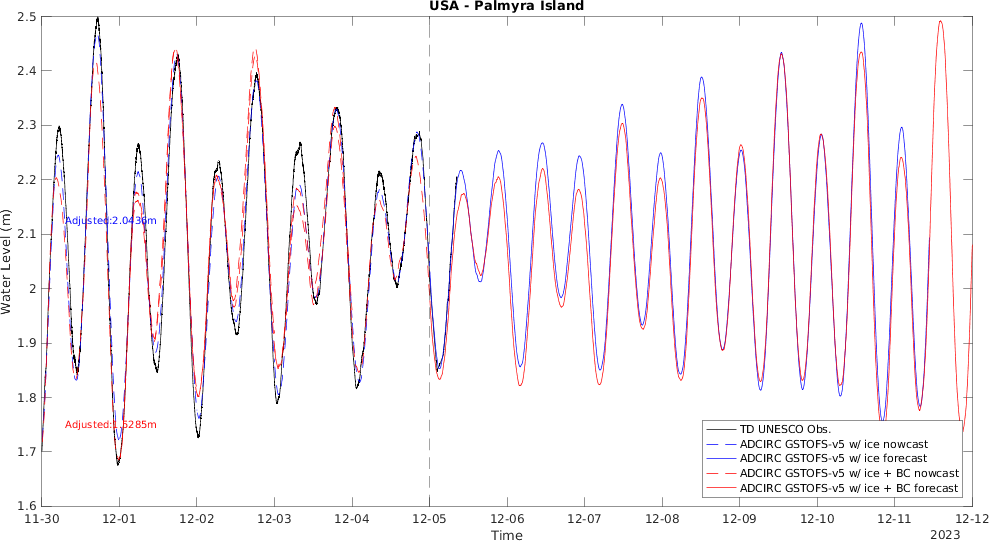 USA - Palmyra Island
Water Level (m)
2.5
2.4
2.3
2.2
2.1
2
1.9
1.8
1.7
1.6
Adjusted:2.0436m
TD UNESCO Obs.
ADCIRC GSTOFS-v5 w/ ice nowcast
ADCIRC GSTOFS-v5 w/ ice forecast
ADCIRC GSTOFS-v5 w/ ice + BC nowcast
ADCIRC GSTOFS-v5 w/ ice + BC forecast
11-30
12-01
12-02
12-03
12-04
12-05
12-06
12-07
12-08
12-09
12-10
12-11
12-12
Time
2023